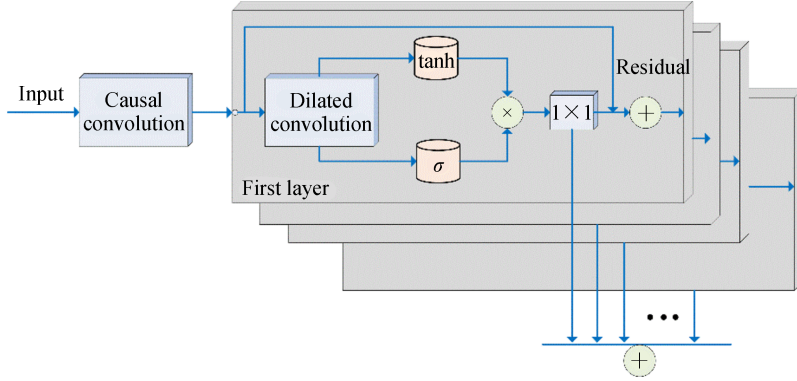 Input
Causal
convolution
Dilated
convolution
tanh
σ
×
1×1
Residual
+
First layer
•••
+